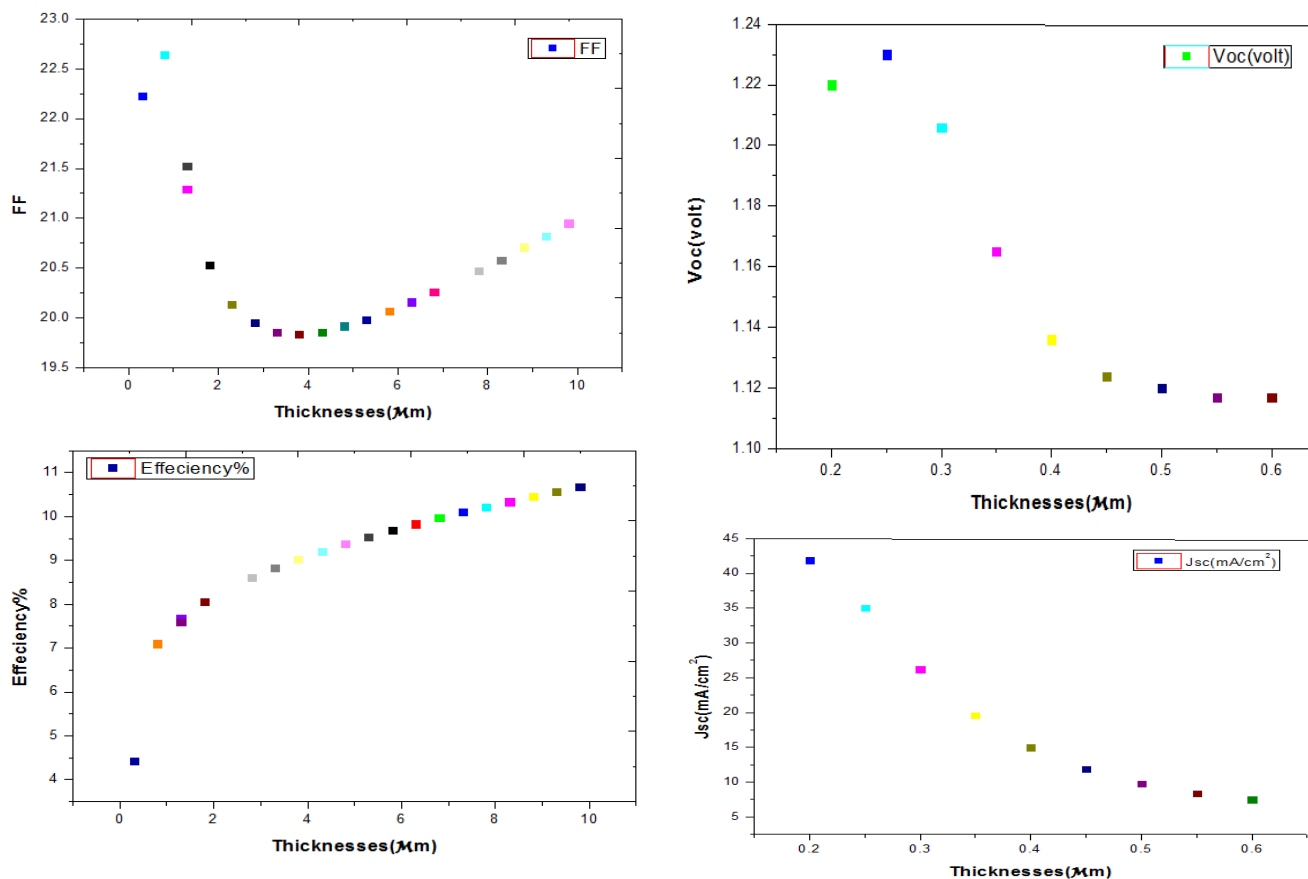 23.0
22.5
22.0
21.5
21.0
20.5
20.0
19.5
FF
FF
0 2 4 6 8 10
Thicknesses(𝝁m)
1.24
1.22
1.20
1.18
1.16
1.14
1.12
1.10
Voc(volt)
Voc(volt)
0.2 0.3 0.4 0.5 0.6
Thicknesses(𝝁m)
11
10
9
8
7
6
5
4
Effeciency%
Effeciency%
0 2 4 6 8 10
Thicknesses(𝝁m)
45
40
35
30
25
20
15
10
5
Jsc(mA/cm²)
Jsc(mA/cm²)
0.2 0.3 0.4 0.5 0.6
Thicknesses(𝝁m)